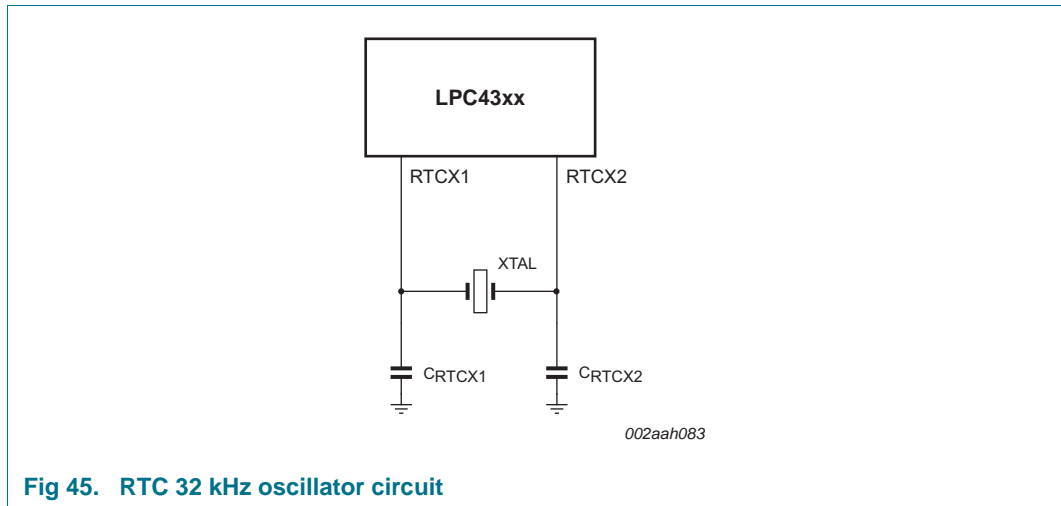 LPC43xx
RTCX1
RTCX2
XTAL
CRTCX1
CRTCX2
002aah083
Fig 45. RTC 32 kHz oscillator circuit